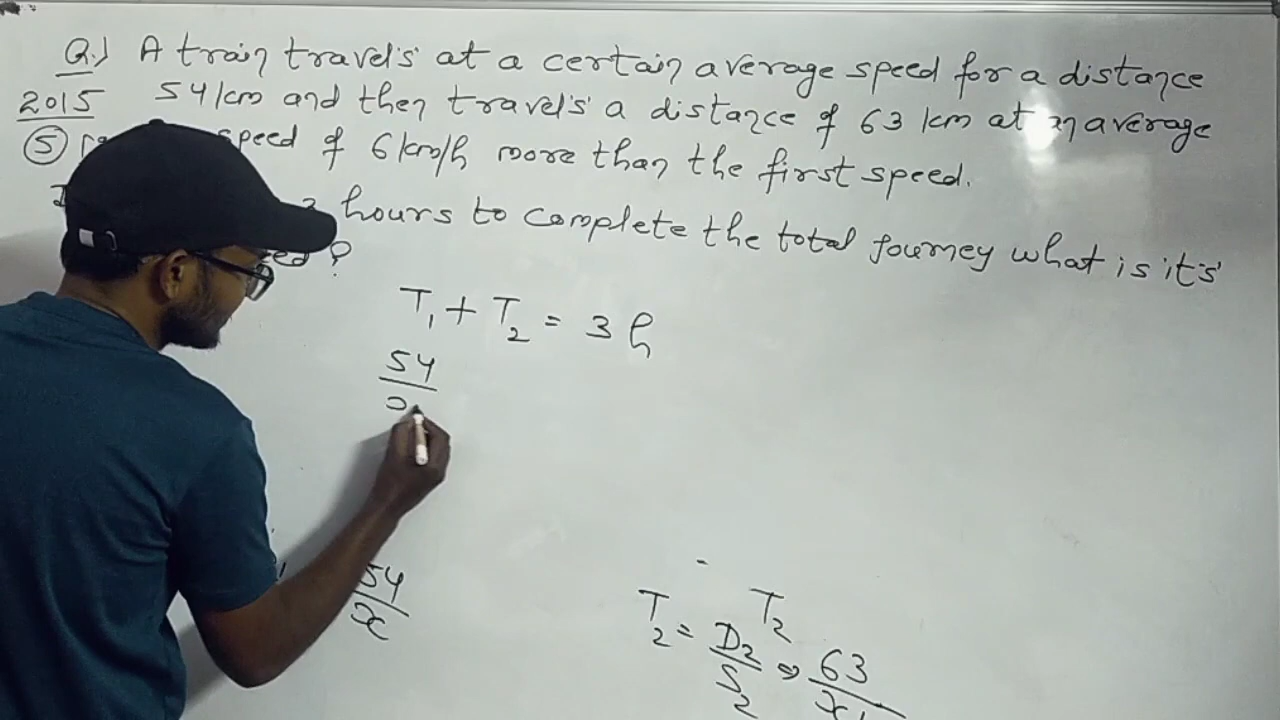 Q.) A train travels at a certain average speed for a distance
2015 54 km and then travels a distance of 63 km at an average
5 speed of 6 km/h more than the first speed.
hours to complete the total Journey what is it's
?
T₁ + T₂ = 3 h
54
54/x
T₂
T₂ = D₂/S₂ ⇒ 63/x